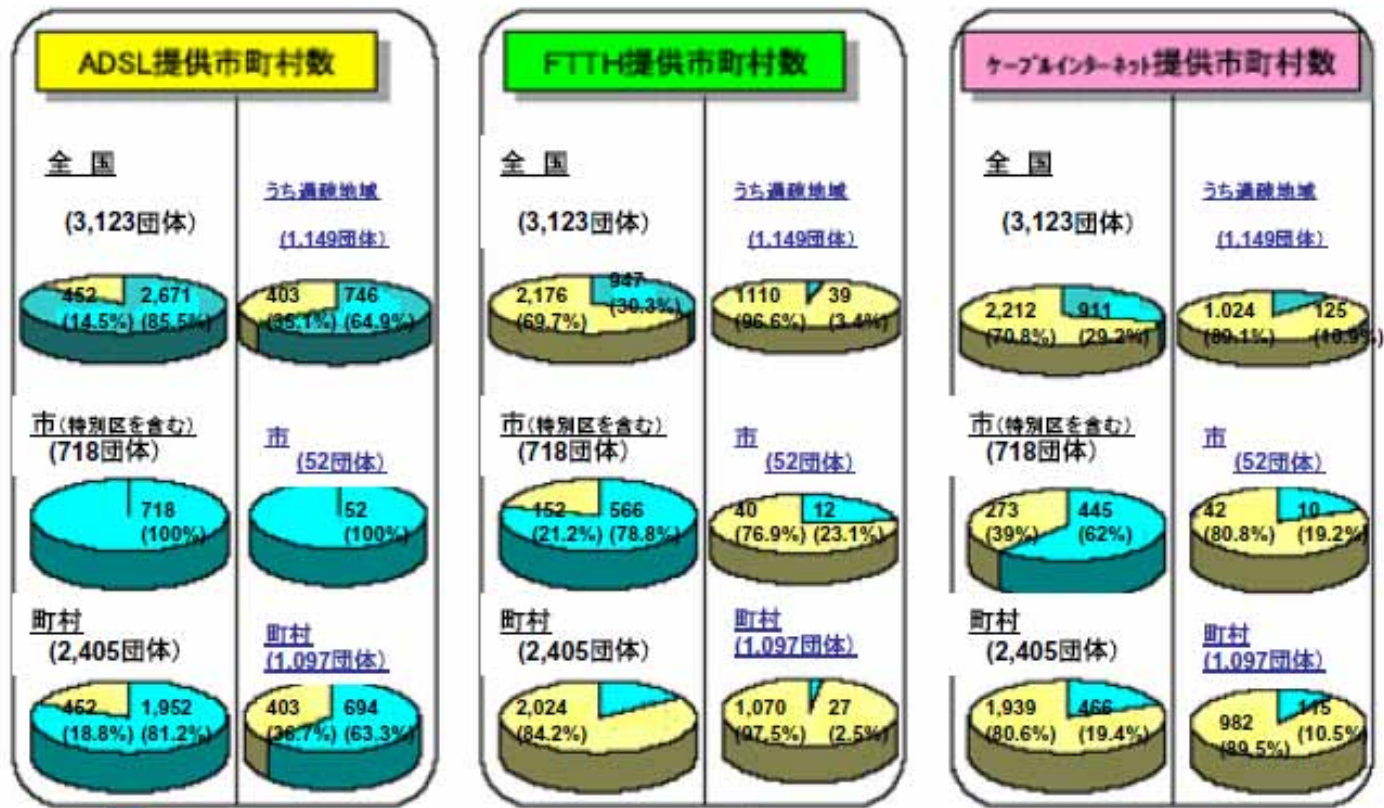 ADSL提供市町村数
全 国
(3,123団体)
うち過疎地域
(1,149団体)
452 2,671
(14.5%) (85.5%)
403 746
(35.1%) (64.9%)
市(特別区を含む)
(718団体)
市
(52団体)
718
(100%)
52
(100%)
町村
(2,405団体)
町村
(1,097団体)
452 1,952
(18.8%) (81.2%)
403 694
(36.7%) (63.3%)
FTTH提供市町村数
全 国
(3,123団体)
うち過疎地域
(1,149団体)
2,176 947
(69.7%) (30.3%)
1110 39
(96.6%) (3.4%)
市(特別区を含む)
(718団体)
市
(52団体)
152 566
(21.2%) (78.8%)
40 12
(76.9%) (23.1%)
町村
(2,405団体)
町村
(1,097団体)
2,024
(84.2%)
1,070 27
(97.5%) (2.5%)
ケーブルインターネット提供市町村数
全 国
(3,123団体)
うち過疎地域
(1,149団体)
2,212 911
(70.8%) (29.2%)
1.024 125
(89.1%) (10.9%)
市(特別区を含む)
(718団体)
市
(52団体)
273 445
(39%) (62%)
42 10
(80.8%) (19.2%)
町村
(2,405団体)
町村
(1,097団体)
1,939 466
(80.6%) (19.4%)
982 115
(89.5%) (10.5%)